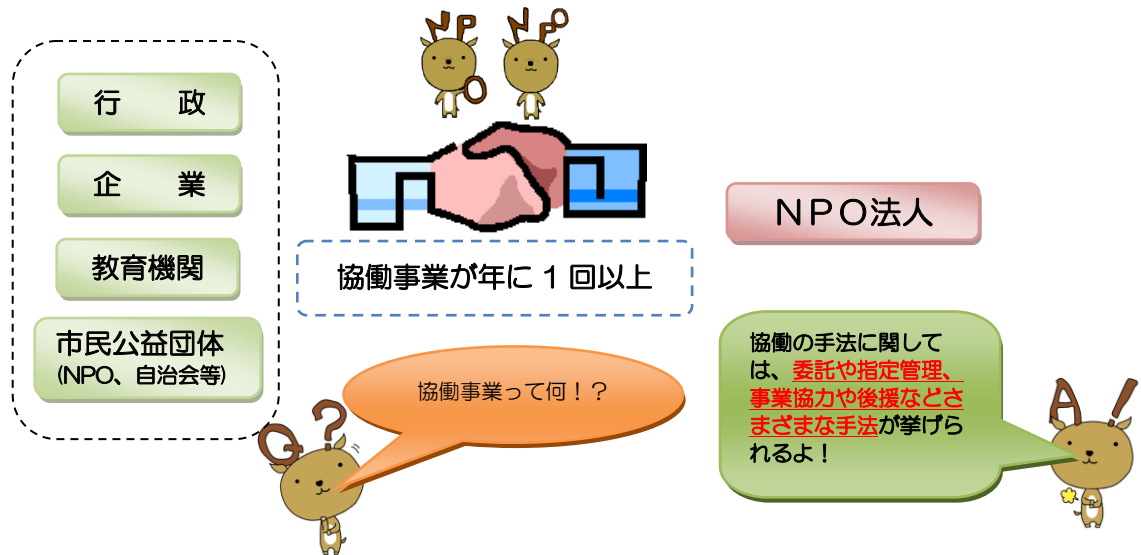 NPO
NPO
行　　政
企　　業
教育機関
市民公益団体
(NPO、自治会等)
協働事業が年に１回以上
ＮＰＯ法人
Q?
協働事業って何！？
協働の手法に関して
は、委託や指定管理、
事業協力や後援などさ
まざまな手法が挙げら
れるよ！
A!